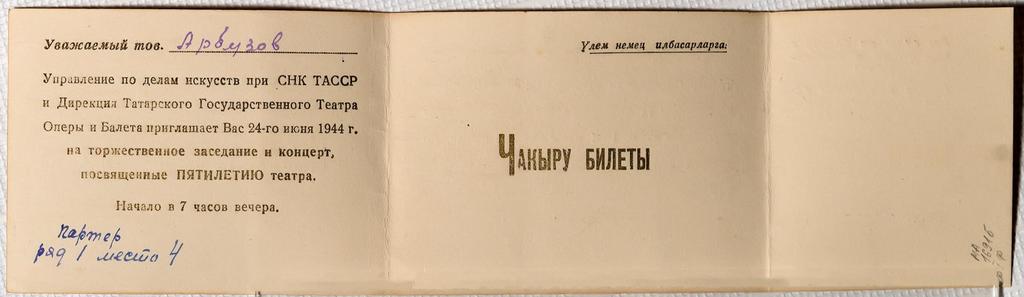 Уважаемый тов. Арбузов
Управление по делам искусств при СНК ТАССР
и Дирекция Татарского Государственного Театра
Оперы и Балета приглашает Вас 24-го июня 1944 г.
на торжественное заседание и концерт,
посвященные ПЯТИЛЕТИЮ театра.
Начало в 7 часов вечера.
Партер
ряд 1 место 4
Үлем немец илбасарларга!
ЧАКЫРУ БИЛЕТЫ